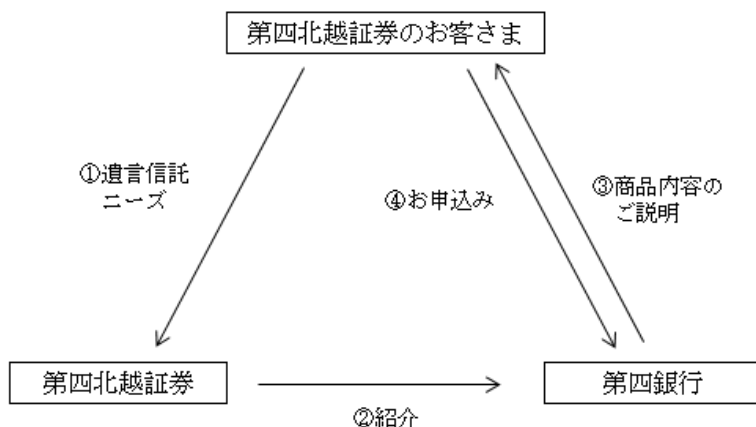 第四北越証券のお客さま
①遺言信託
ニーズ
④お申込み
③商品内容の
ご説明
第四北越証券
第四銀行
②紹介